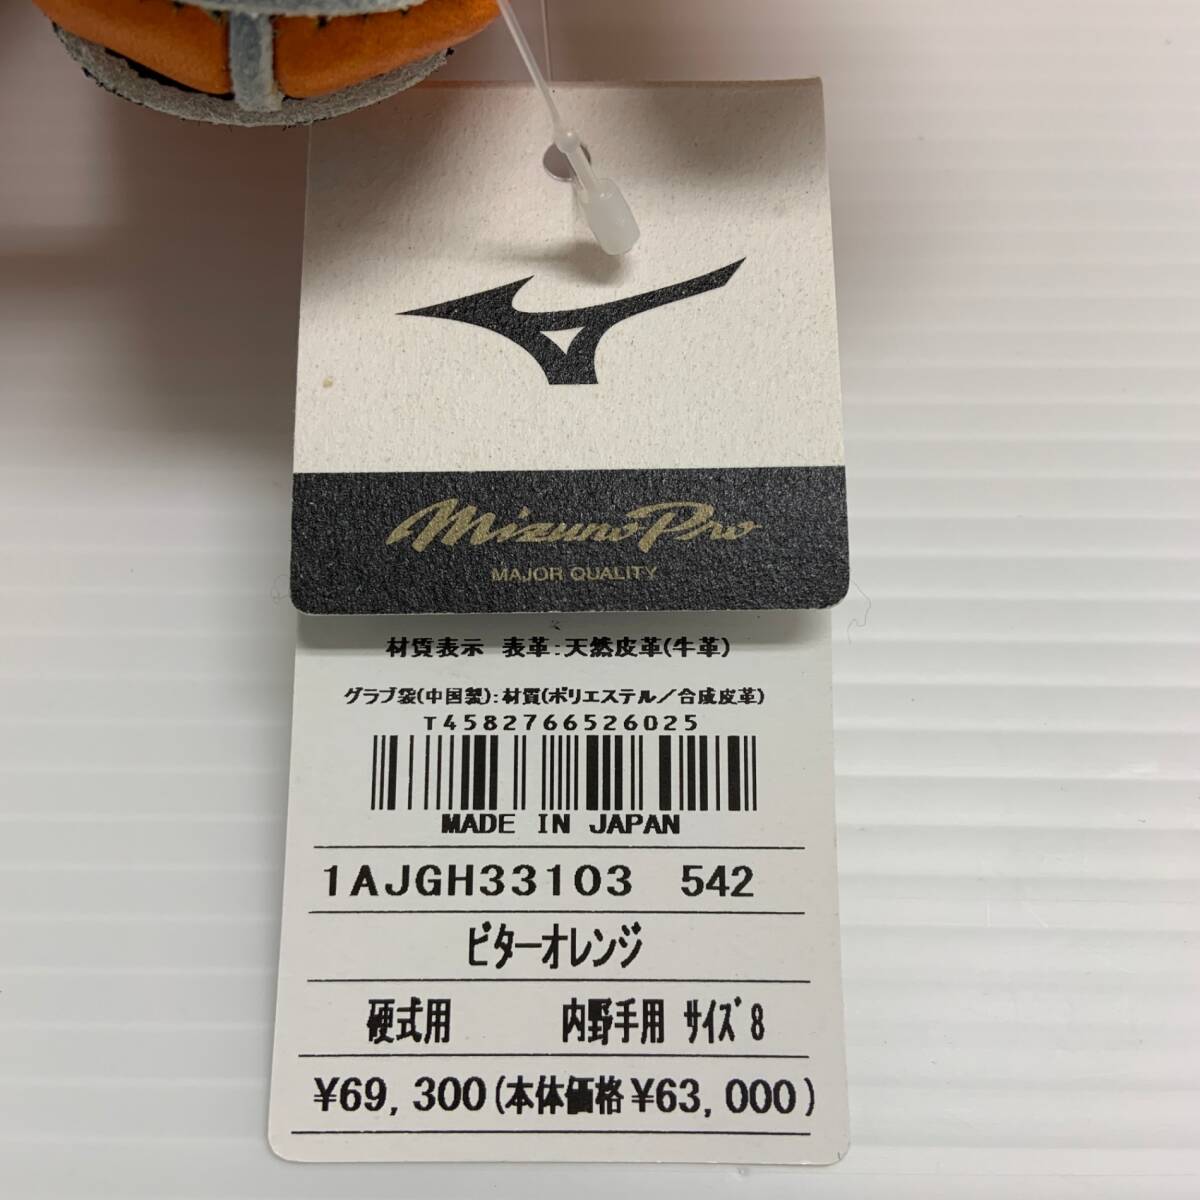 Mizuno Pro
MAJOR QUALITY
材質表示 表革:天然皮革(牛革)
グラブ袋(中国製):材質(ポリエステル/合成皮革)
T4582766526025
MADE IN JAPAN
1AJGH33103 542
ビターオレンジ
硬式用 内野手用 サイズ8
¥69,300(本体価格¥63,000)